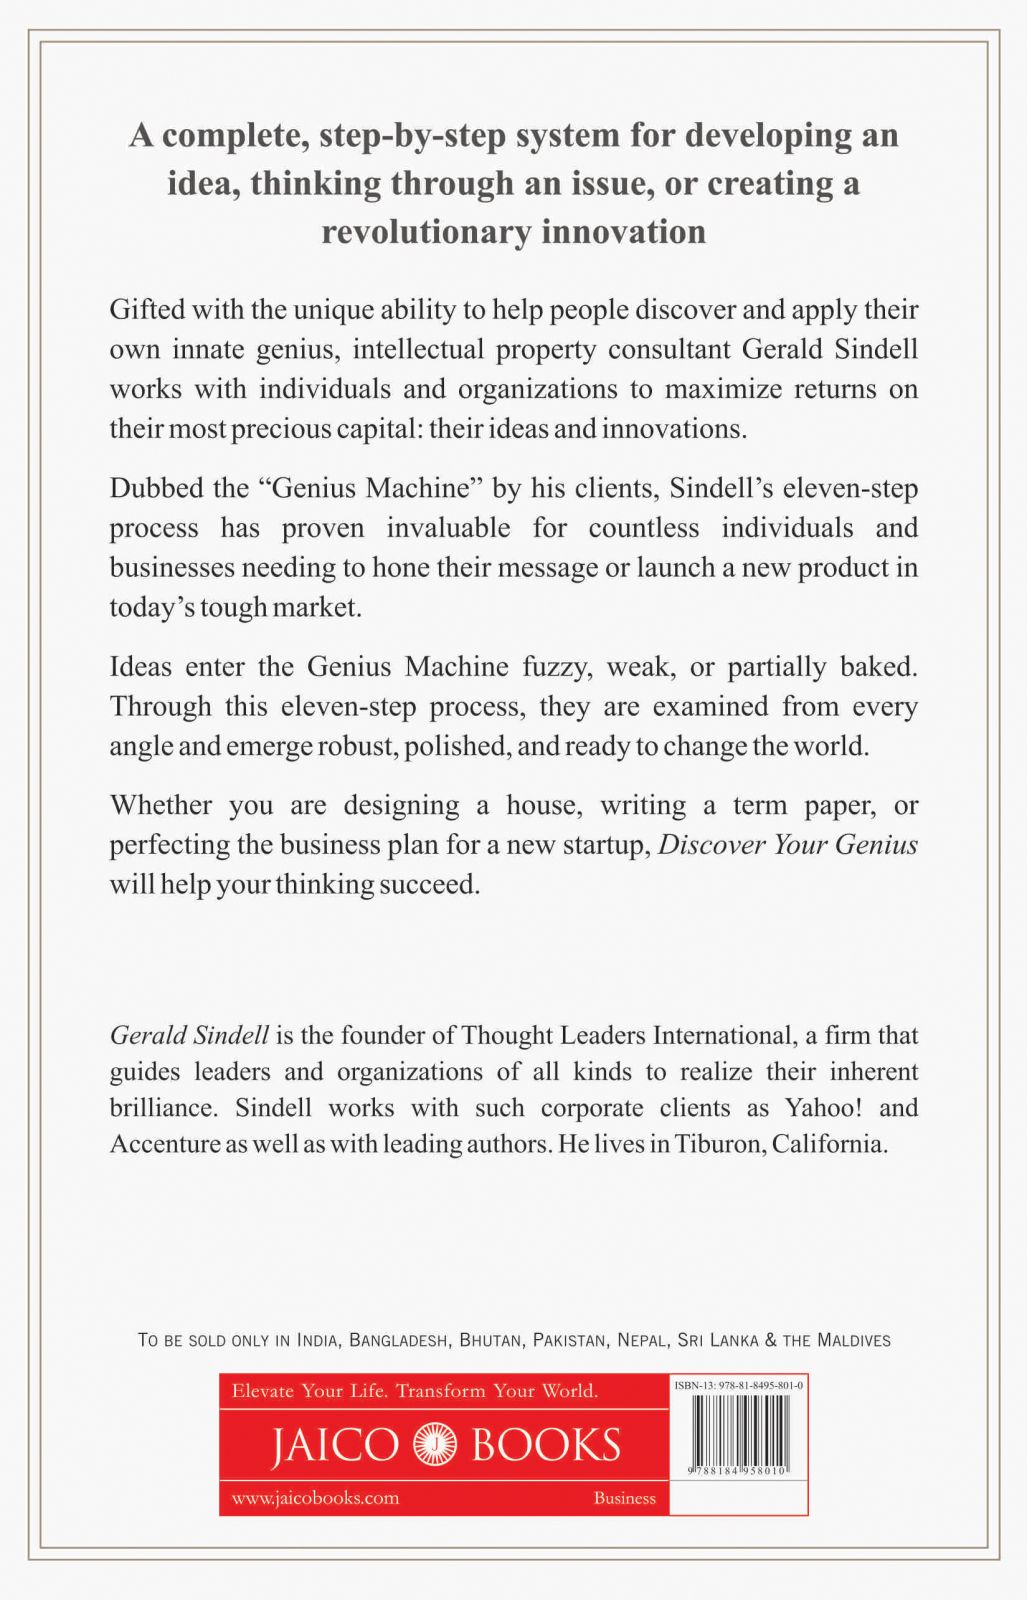 A complete, step-by-step system for developing an
idea, thinking through an issue, or creating a
revolutionary innovation
Gifted with the unique ability to help people discover and apply their
own innate genius, intellectual property consultant Gerald Sindell
works with individuals and organizations to maximize returns on
their most precious capital: their ideas and innovations.
Dubbed the “Genius Machine” by his clients, Sindell’s eleven-step
process has proven invaluable for countless individuals and
businesses needing to hone their message or launch a new product in
today’s tough market.
Ideas enter the Genius Machine fuzzy, weak, or partially baked.
Through this eleven-step process, they are examined from every
angle and emerge robust, polished, and ready to change the world.
Whether you are designing a house, writing a term paper, or
perfecting the business plan for a new startup, Discover Your Genius
will help your thinking succeed.
Gerald Sindell is the founder of Thought Leaders International, a firm that
guides leaders and organizations of all kinds to realize their inherent
brilliance. Sindell works with such corporate clients as Yahoo! and
Accenture as well as with leading authors. He lives in Tiburon, California.
To be sold only in India, Bangladesh, Bhutan, Pakistan, Nepal, Sri Lanka & the Maldives
Elevate Your Life. Transform Your World.
ISBN-13: 978-81-8495-801-0
JAICO J BOOKS
9 788184 958010
www.jaicobooks.com Business